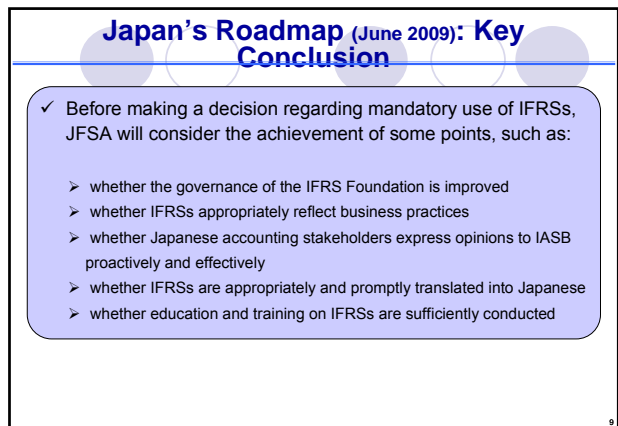 Japan’s Roadmap (June 2009): Key
Conclusion
✓ Before making a decision regarding mandatory use of IFRSs,
JFSA will consider the achievement of some points, such as:
➢ whether the governance of the IFRS Foundation is improved
➢ whether IFRSs appropriately reflect business practices
➢ whether Japanese accounting stakeholders express opinions to IASB
proactively and effectively
➢ whether IFRSs are appropriately and promptly translated into Japanese
➢ whether education and training on IFRSs are sufficiently conducted
9